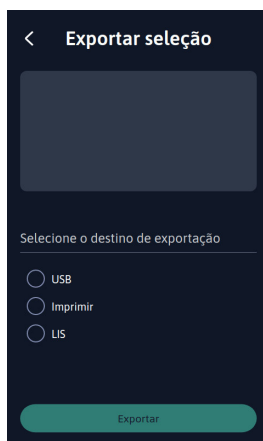 Exportar seleção
Selecione o destino de exportação
USB
Imprimir
LIS
Exportar